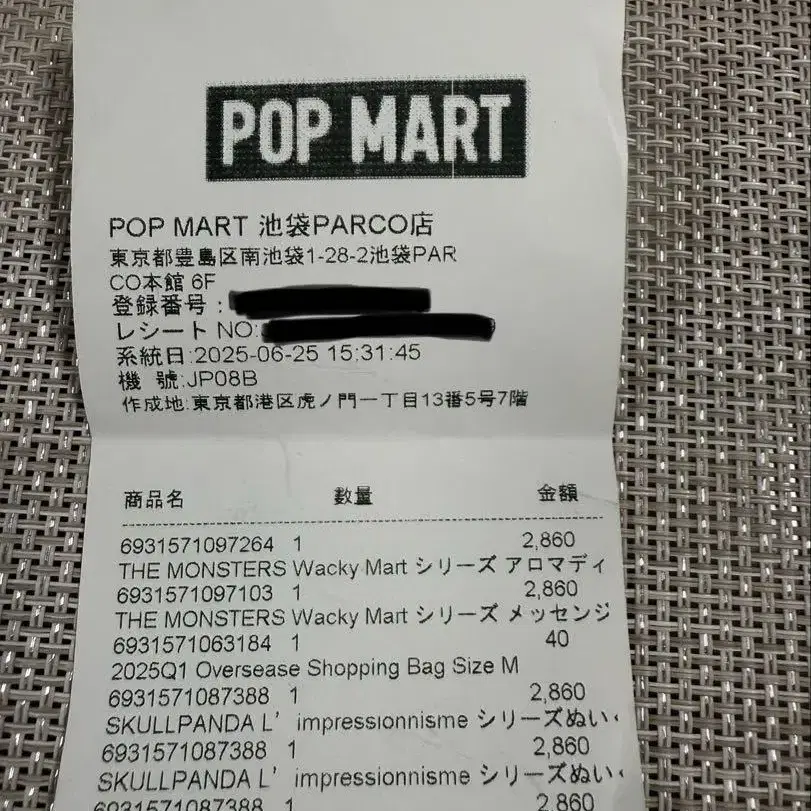 POP MART
POP MART 池袋PARCO店
東京都豊島区南池袋1-28-2池袋PAR
CO本館 6F
登録番号:
レシート NO:
系統日:2025-06-25 15:31:45
機 號:JP08B
作成地:東京都港区虎ノ門一丁目13番5号7階
商品名 数量 金額
6931571097264 1 2,860
THE MONSTERS Wacky Mart シリーズ アロマディ
6931571097103 1 2,860
THE MONSTERS Wacky Mart シリーズ メッセンジ
6931571063184 1 40
2025Q1 Oversease Shopping Bag Size M
6931571087388 1 2,860
SKULLPANDA L’impressionnisme シリーズぬい
6931571087388 1 2,860
SKULLPANDA L’impressionnisme シリーズぬい
6931571087388 1 2,860